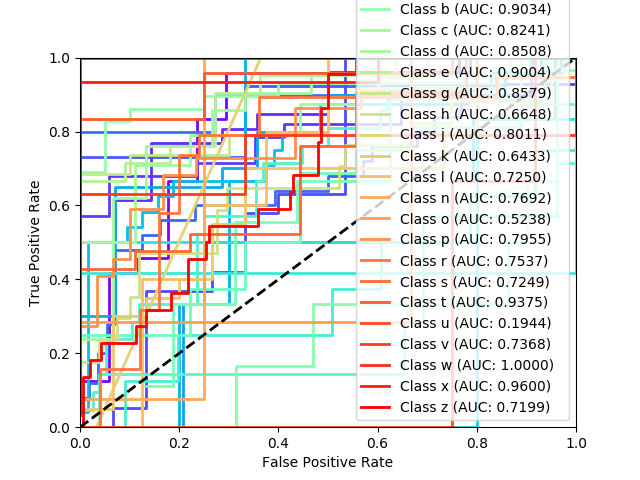 Class b (AUC: 0.9034)
Class c (AUC: 0.8241)
Class d (AUC: 0.8508)
Class e (AUC: 0.9004)
Class g (AUC: 0.8579)
Class h (AUC: 0.6648)
Class j (AUC: 0.8011)
Class k (AUC: 0.6433)
Class l (AUC: 0.7250)
Class n (AUC: 0.7692)
Class o (AUC: 0.5238)
Class p (AUC: 0.7955)
Class r (AUC: 0.7537)
Class s (AUC: 0.7249)
Class t (AUC: 0.9375)
Class u (AUC: 0.1944)
Class v (AUC: 0.7368)
Class w (AUC: 1.0000)
Class x (AUC: 0.9600)
Class z (AUC: 0.7199)
1.0
0.8
0.6
0.4
0.2
0.0
True Positive Rate
0.0 0.2 0.4 0.6 0.8 1.0
False Positive Rate